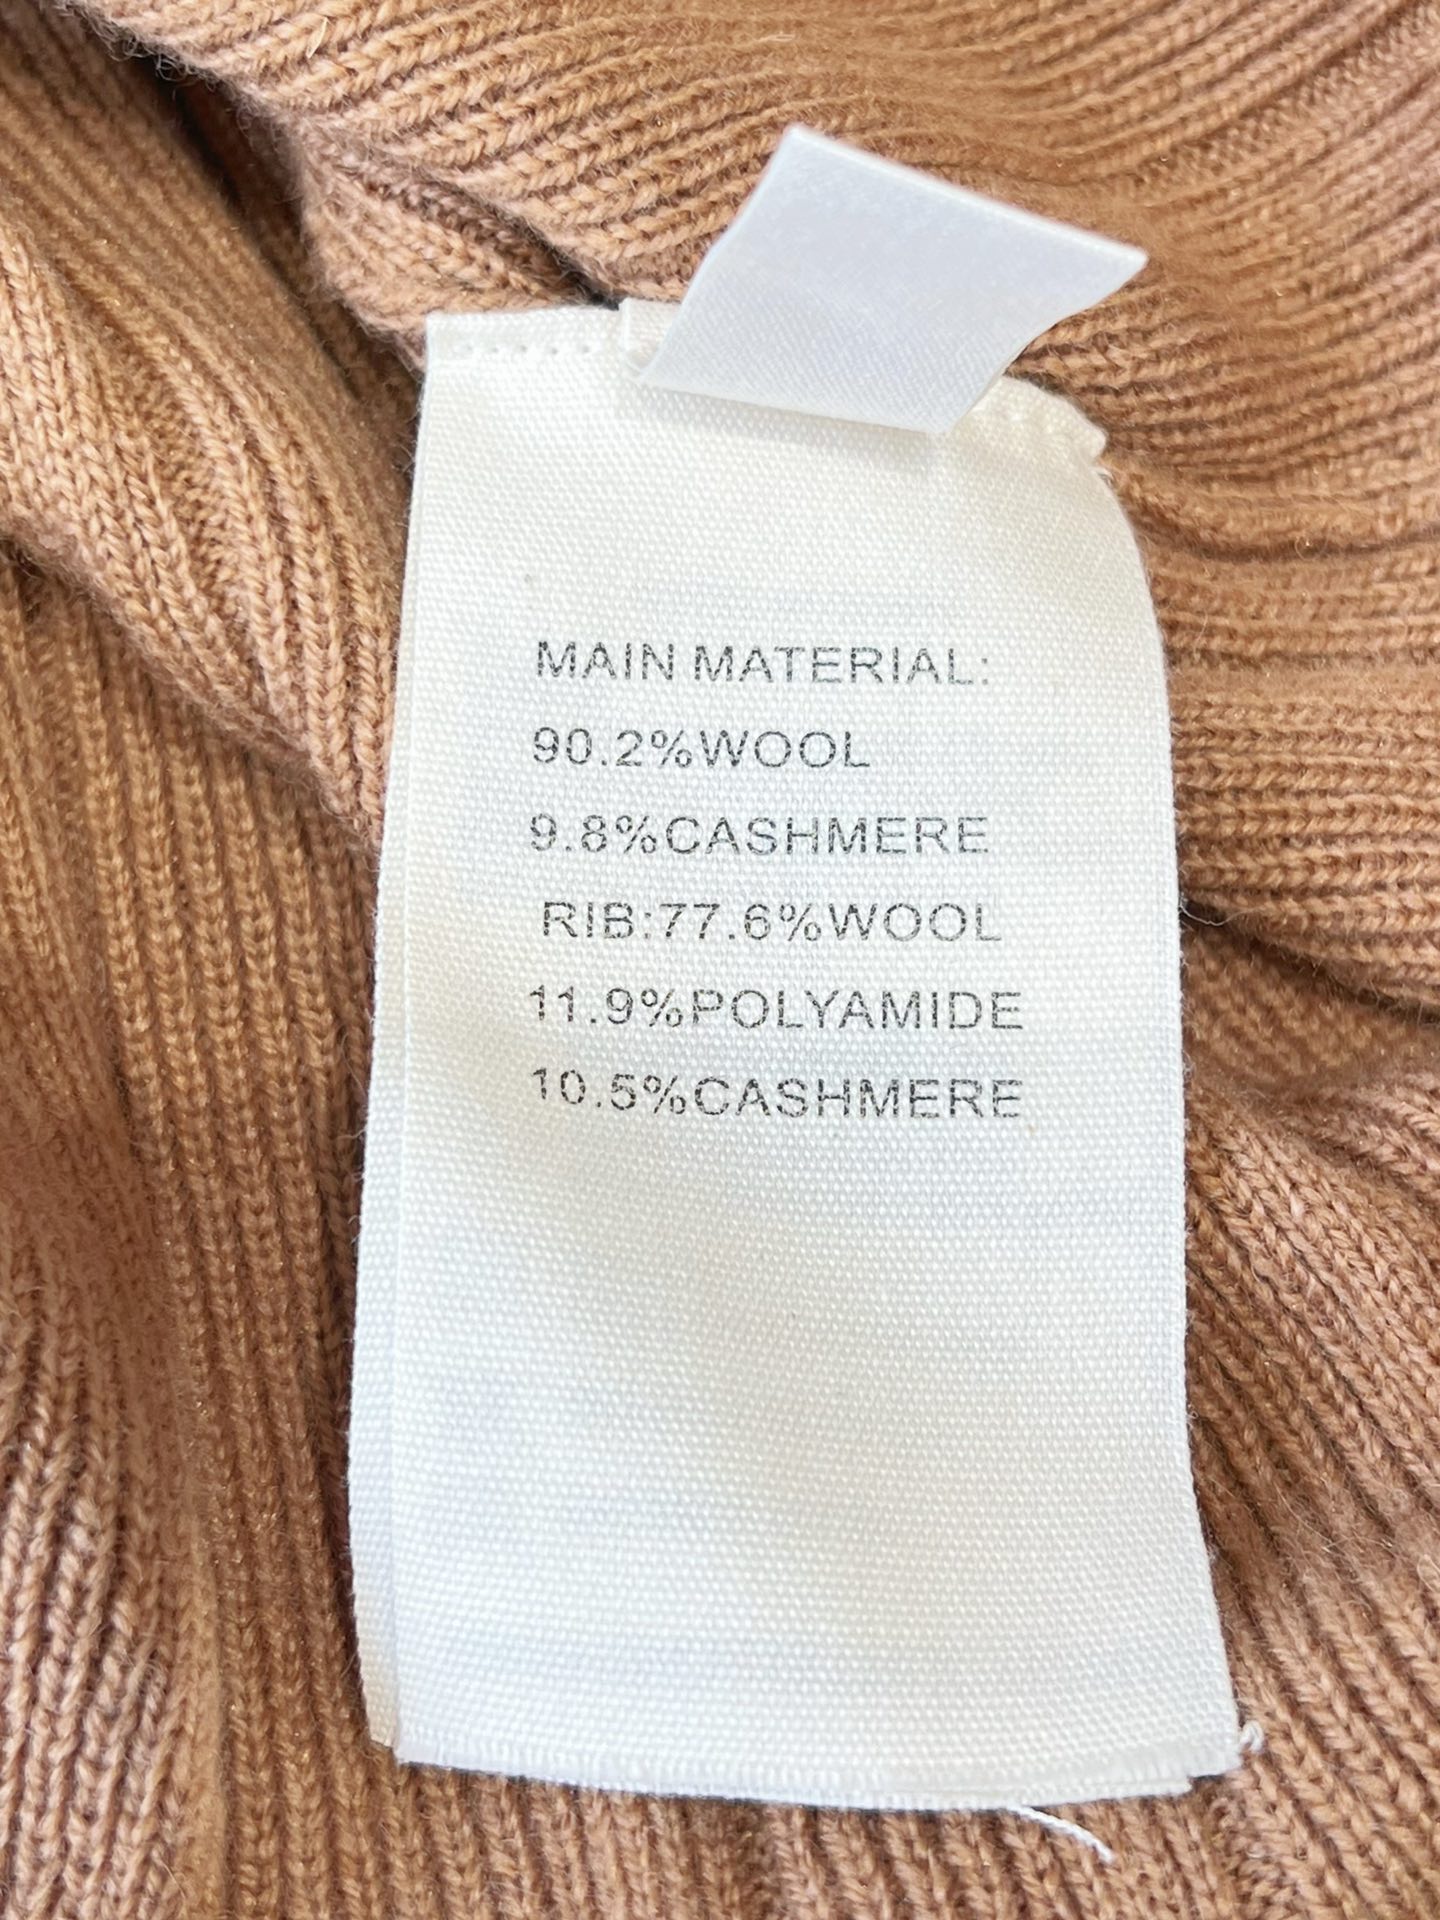 MAIN MATERIAL:
90.2%WOOL
9.8%CASHMERE
RIB:77.6%WOOL
11.9%POLYAMIDE
10.5%CASHMERE